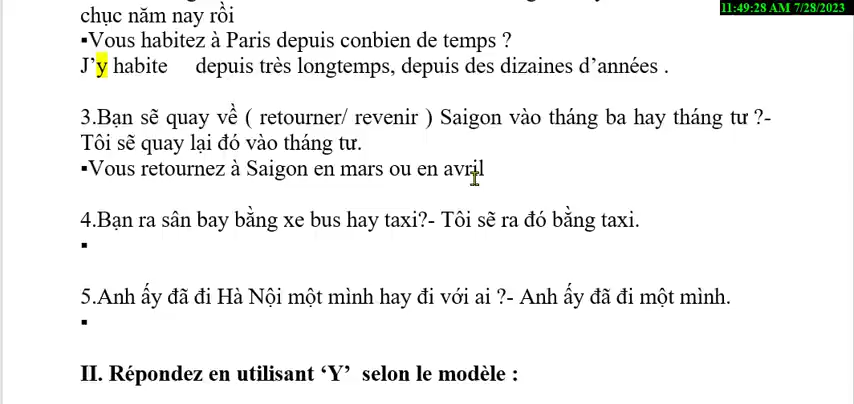 11:49:28 AM 7/28/2023
chục năm nay rồi
▪Vous habitez à Paris depuis conbien de temps ?
J’y habite depuis très longtemps, depuis des dizaines d’années .
3.Bạn sẽ quay về ( retourner/ revenir ) Saigon vào tháng ba hay tháng tư ?-
Tôi sẽ quay lại đó vào tháng tư.
▪Vous retournez à Saigon en mars ou en avril
4.Bạn ra sân bay bằng xe bus hay taxi?- Tôi sẽ ra đó bằng taxi.
▪
5.Anh ấy đã đi Hà Nội một mình hay đi với ai ?- Anh ấy đã đi một mình.
▪
II. Répondez en utilisant ‘Y’ selon le modèle :